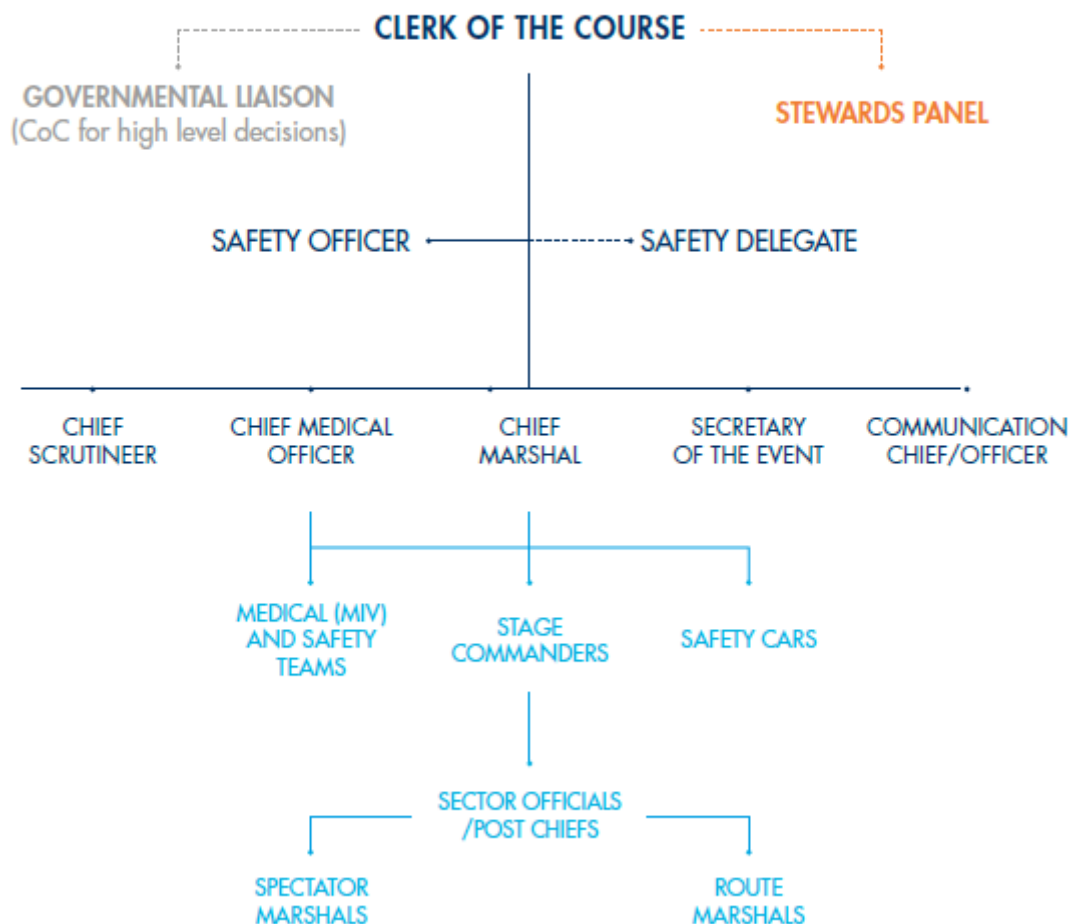 CLERK OF THE COURSE
GOVERNMENTAL LIAISON
(CoC for high level decisions)
STEWARDS PANEL
SAFETY OFFICER
SAFETY DELEGATE
CHIEF
SCRUTINEER
CHIEF MEDICAL
OFFICER
CHIEF
MARSHAL
SECRETARY
OF THE EVENT
COMMUNICATION
CHIEF/OFFICER
MEDICAL (MIV)
AND SAFETY
TEAMS
STAGE
COMMANDERS
SAFETY CARS
SECTOR OFFICIALS
/POST CHIEFS
SPECTATOR
MARSHALS
ROUTE
MARSHALS